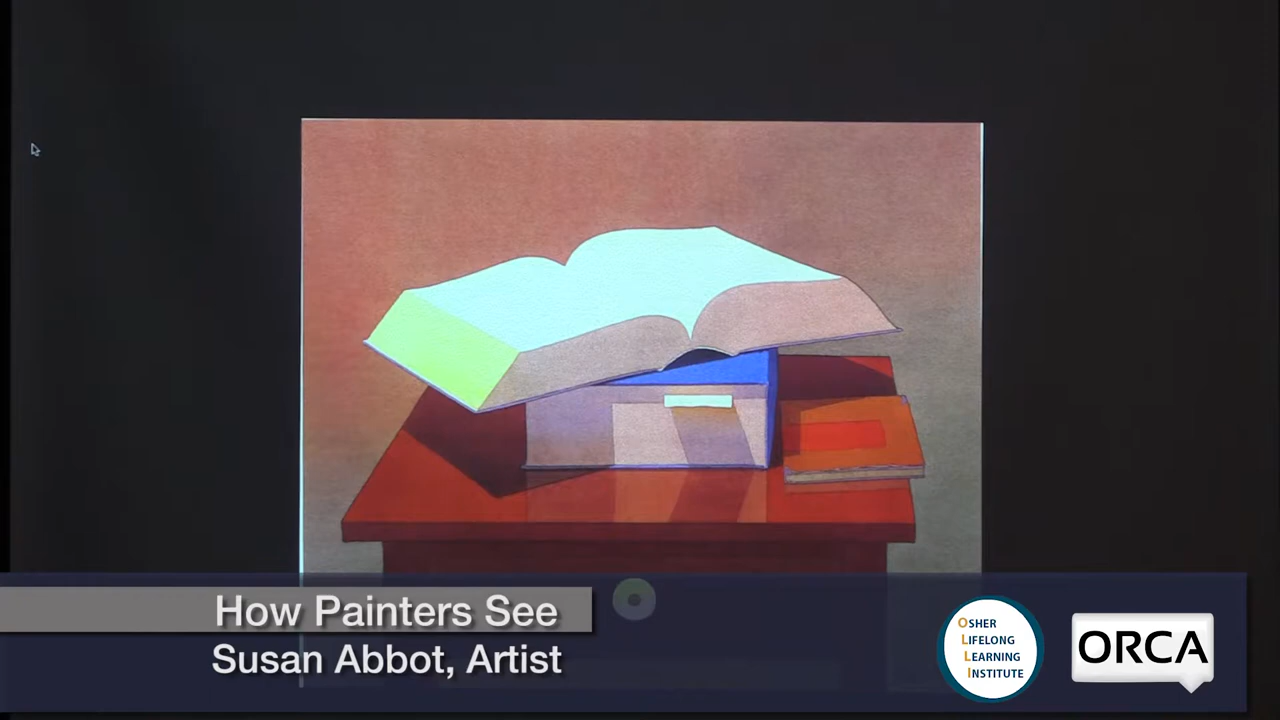 How Painters See
Susan Abbot, Artist
OSHER
LIFELONG
LEARNING
INSTITUTE
ORCA